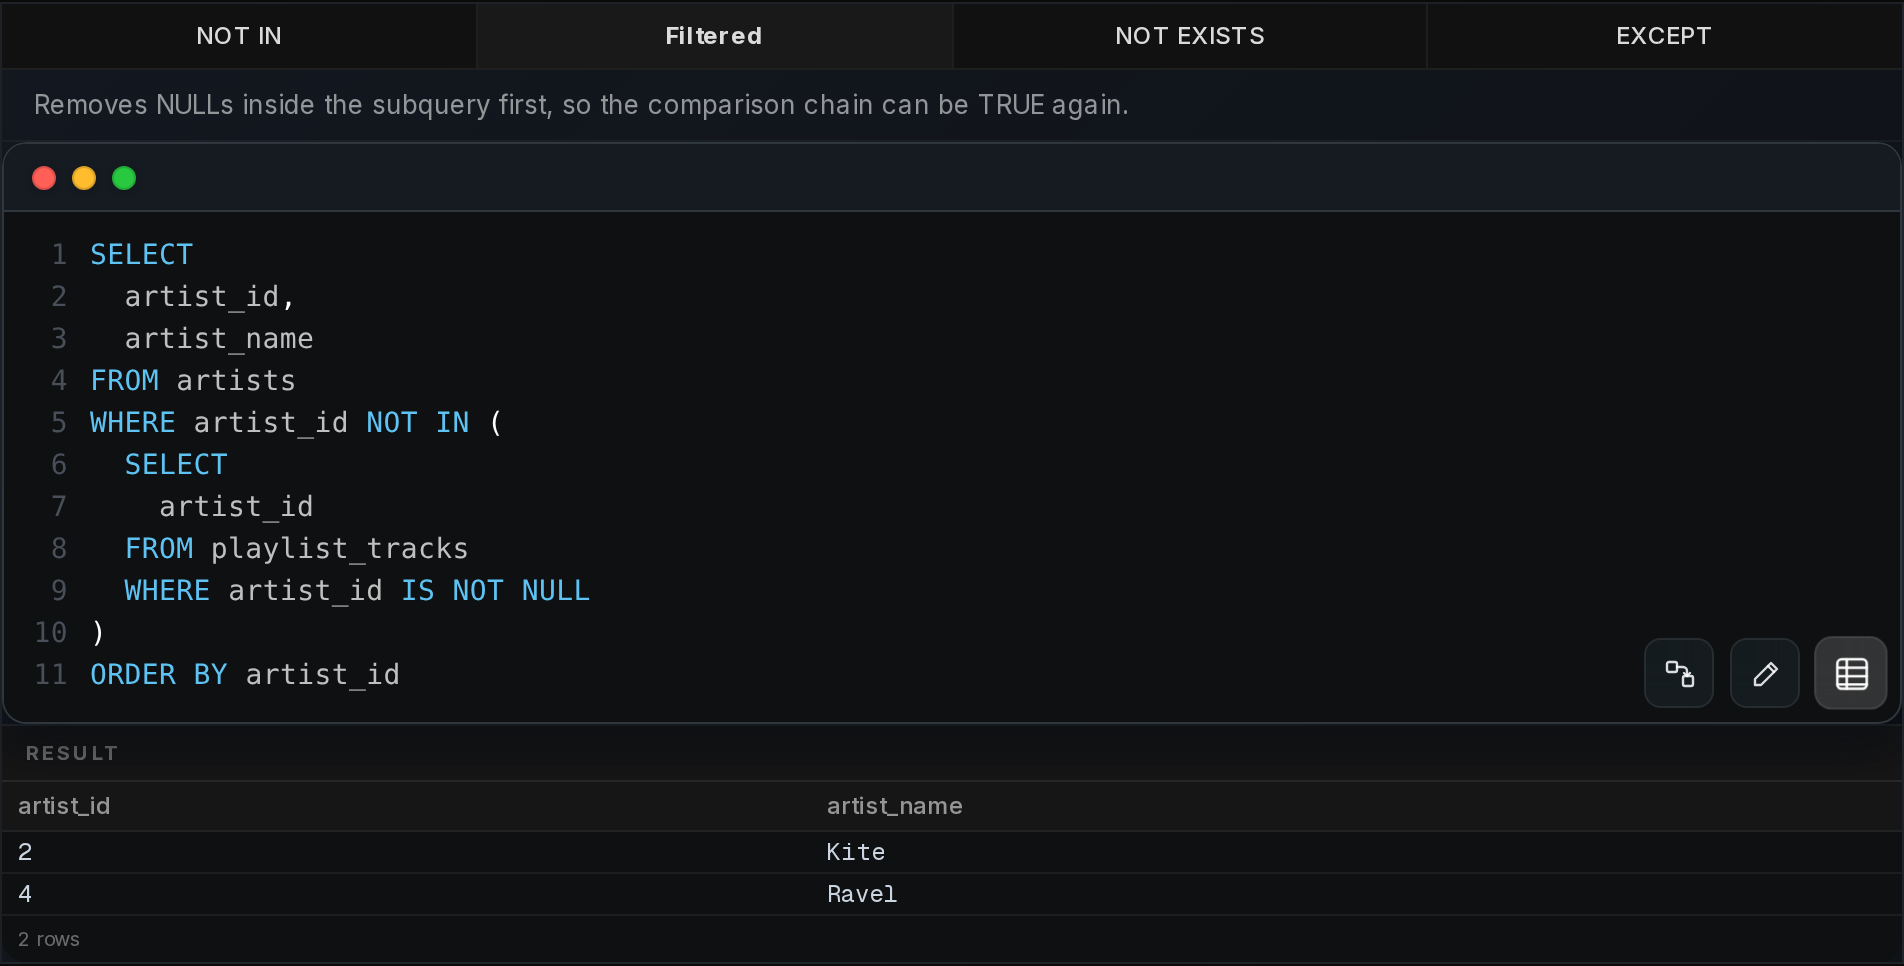 NOT IN Filtered NOT EXISTS EXCEPT
Removes NULLs inside the subquery first, so the comparison chain can be TRUE again.
1 SELECT
2   artist_id,
3   artist_name
4 FROM artists
5 WHERE artist_id NOT IN (
6   SELECT
7     artist_id
8   FROM playlist_tracks
9   WHERE artist_id IS NOT NULL
10 )
11 ORDER BY artist_id
RESULT
artist_id artist_name
2 Kite
4 Ravel
2 rows